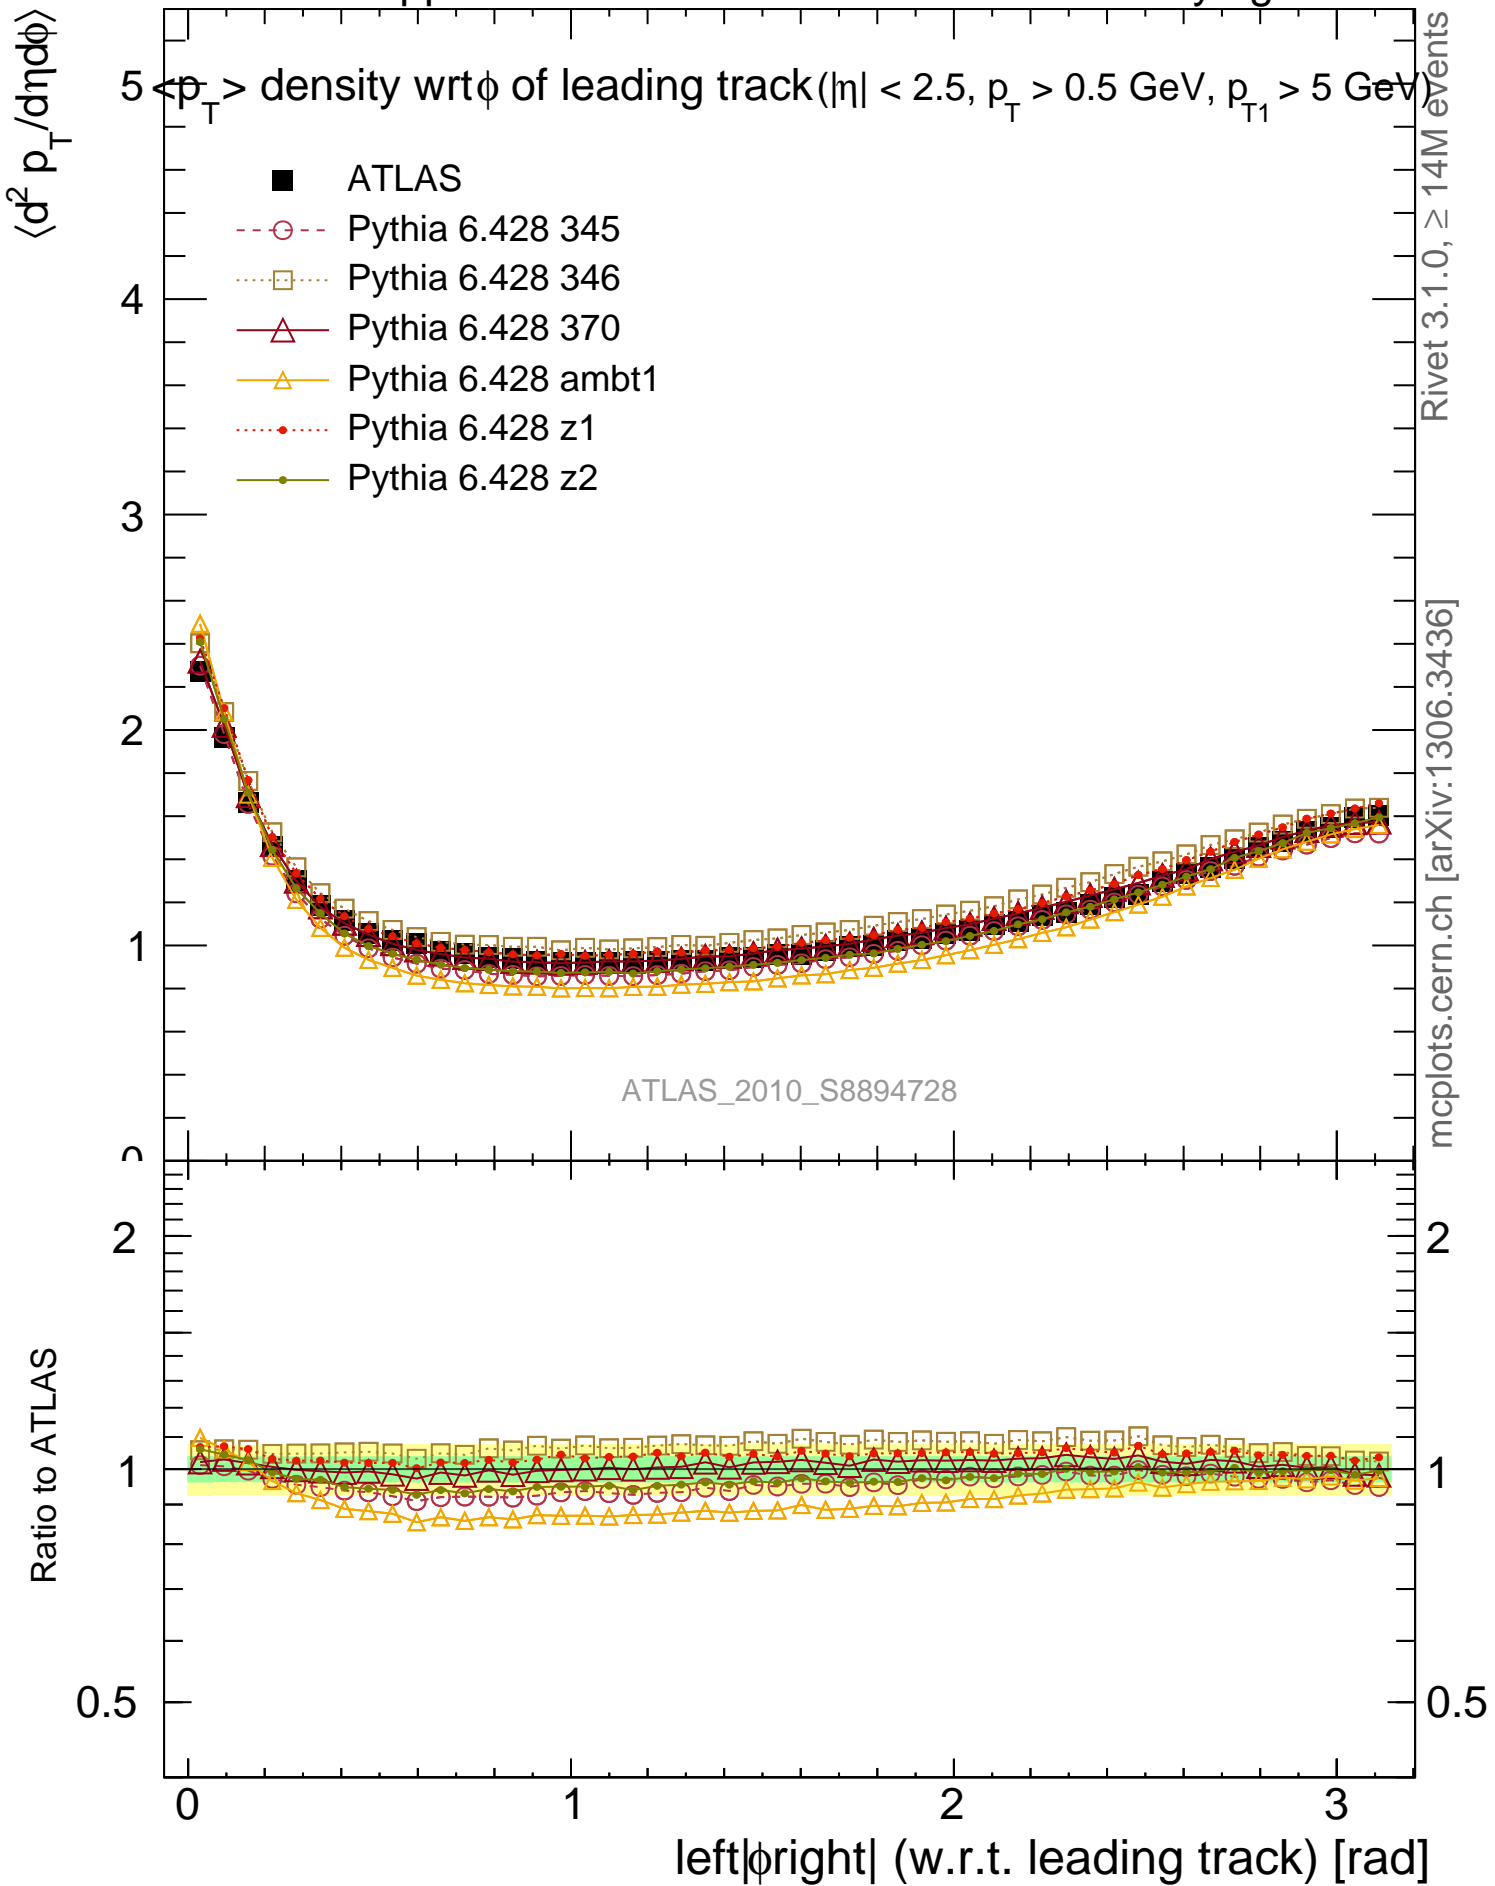 <p_T> density wrt ϕ of leading track (|η| < 2.5, p_T > 0.5 GeV, p_T1 > 5 GeV)
⟨d² p_T/dηdϕ⟩
5
4
3
2
1
0
ATLAS
Pythia 6.428 345
Pythia 6.428 346
Pythia 6.428 370
Pythia 6.428 ambt1
Pythia 6.428 z1
Pythia 6.428 z2
ATLAS_2010_S8894728
Rivet 3.1.0, ≥ 14M events
mcplots.cern.ch [arXiv:1306.3436]
Ratio to ATLAS
2
1
0.5
2
1
0.5
0 1 2 3
left|ϕright| (w.r.t. leading track) [rad]